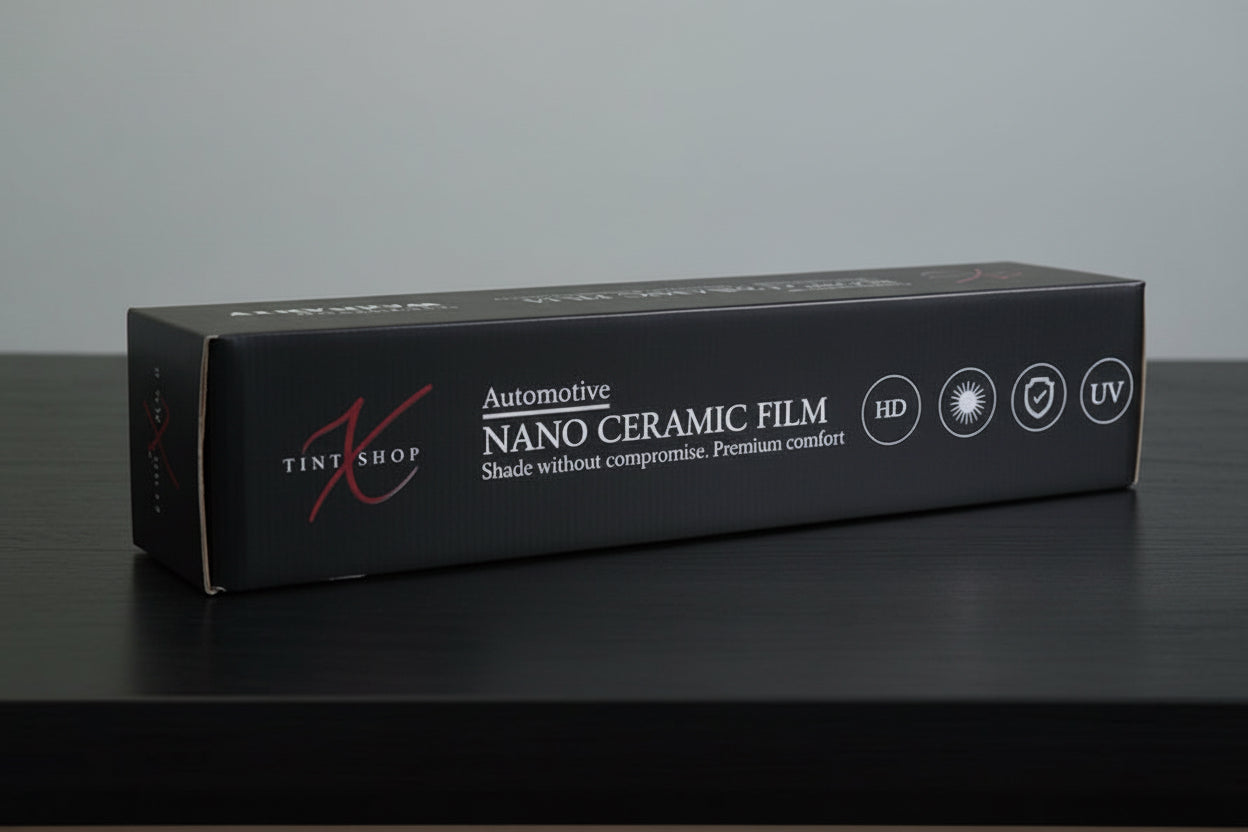 TINT X SHOP
Automotive
NANO CERAMIC FILM
Shade without compromise. Premium comfort
HD
UV